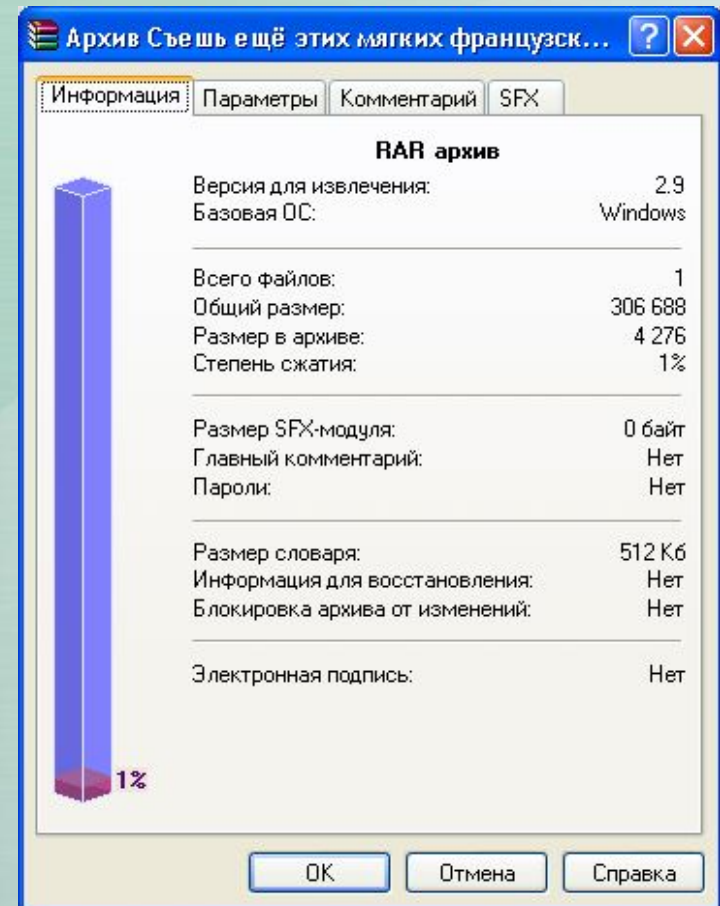 Архив Съешь ещё этих мягких французск...
Информация Параметры Комментарий SFX
RAR архив
Версия для извлечения: 2.9
Базовая ОС: Windows
Всего файлов: 1
Общий размер: 306 688
Размер в архиве: 4 276
Степень сжатия: 1%
Размер SFX-модуля: 0 байт
Главный комментарий: Нет
Пароли: Нет
Размер словаря: 512 Кб
Информация для восстановления: Нет
Блокировка архива от изменений: Нет
Электронная подпись: Нет
1%
OK Отмена Справка